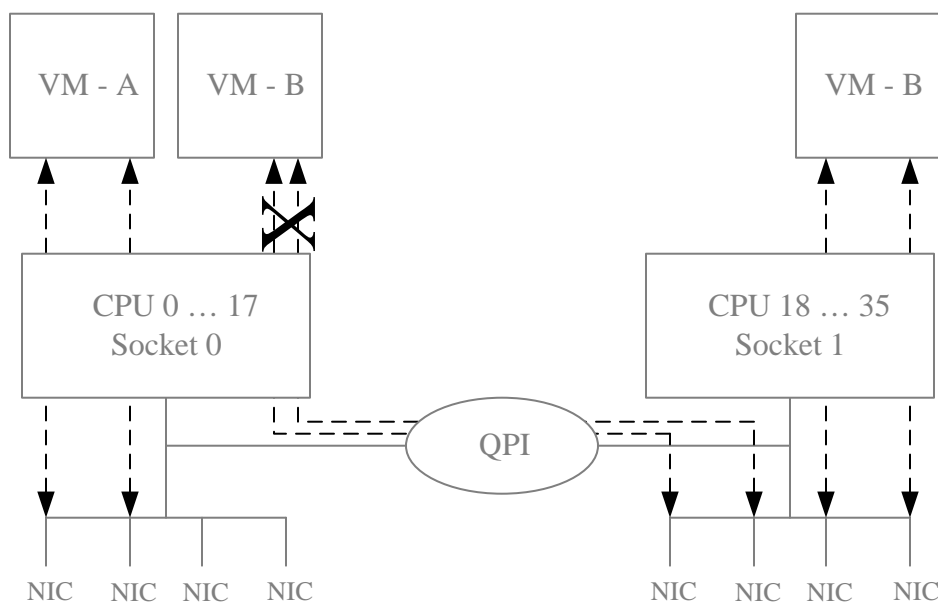 VM - A
VM - B
VM - B
X
CPU 0 … 17
Socket 0
CPU 18 … 35
Socket 1
QPI
NIC
NIC
NIC
NIC
NIC
NIC
NIC
NIC